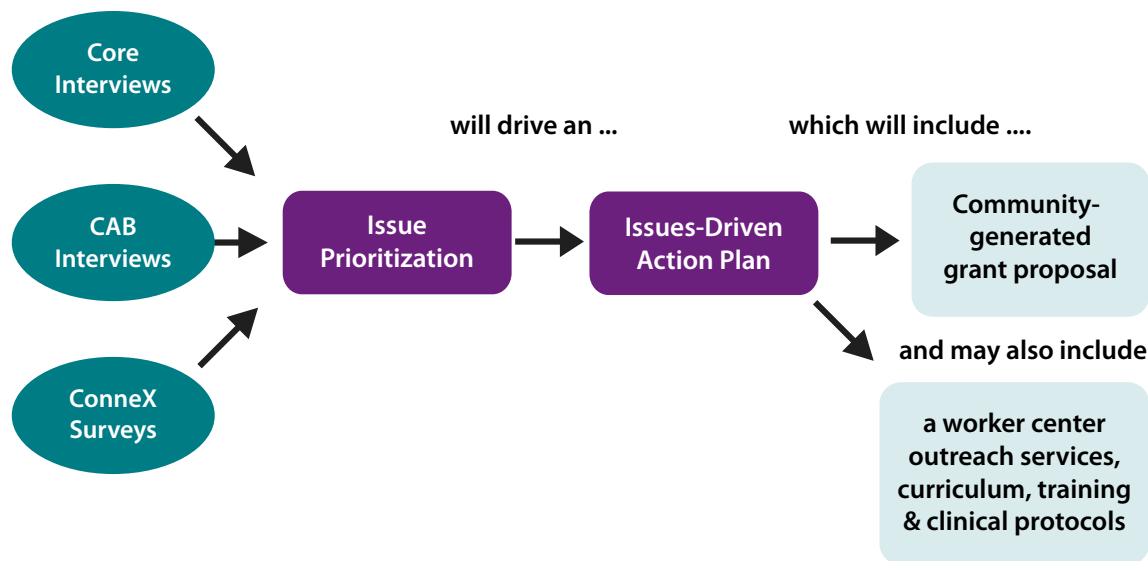 Core
Interviews
CAB
Interviews
ConneX
Surveys
Issue
Prioritization
will drive an ...
Issues-Driven
Action Plan
which will include ....
Community-
generated
grant proposal
and may also include
a worker center
outreach services,
curriculum, training
& clinical protocols